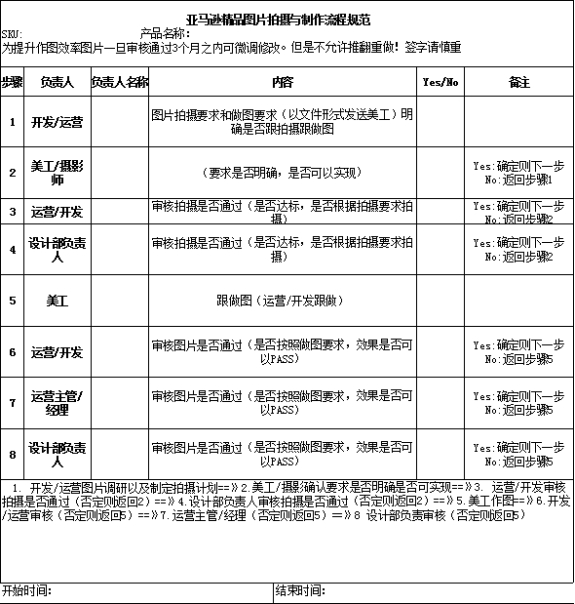 亚马逊精品图片拍摄与制作流程规范
SKU: 产品名称:
为提升作图效率图片一旦审核通过3个月之内可微调修改。但是不允许推翻重做！签字请慎重
步骤 负责人 负责人名称 内容 Yes/No 备注
1 开发/运营 图片拍摄要求和做图要求（以文件形式发送美工）明
确是否跟拍摄跟做图
2 美工/摄影
师 （要求是否明确，是否可以实现） Yes:确定则下一步
No:返回步骤1
3 运营/开发 审核拍摄是否通过（是否达标，是否根据拍摄要求拍
摄） Yes:确定则下一步
No:返回步骤2
4 设计部负责
人 审核拍摄是否通过（是否达标，是否根据拍摄要求拍
摄） Yes:确定则下一步
No:返回步骤2
5 美工 跟做图（运营/开发跟做）
6 运营/开发 审核图片是否通过（是否按照做图要求，效果是否可
以PASS） Yes:确定则下一步
No:返回步骤5
7 运营主管/
经理 审核图片是否通过（是否按照做图要求，效果是否可
以PASS） Yes:确定则下一步
No:返回步骤5
8 设计部负责
人 审核图片是否通过（是否按照做图要求，效果是否可
以PASS） Yes:确定则下一步
No:返回步骤5
1. 开发/运营图片调研以及制定拍摄计划==》2.美工/摄影确认要求是否明确是否可实现==》3. 运营/开发审核
拍摄是否通过（否定则返回2）==》4.设计部负责人审核拍摄是否通过（否定则返回2）==》5.美工作图==》6.开发
/运营审核（否定则返回5）==》7.运营主管/经理（否定则返回5）＝》8 设计部负责审核（否定则返回5）
开始时间: 结束时间: